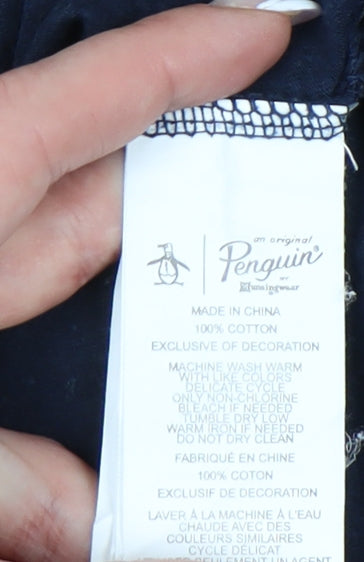 an original
Penguin®
BY
Munsingwear
MADE IN CHINA
100% COTTON
EXCLUSIVE OF DECORATION
MACHINE WASH WARM
WITH LIKE COLORS
DELICATE CYCLE
ONLY NON-CHLORINE
BLEACH IF NEEDED
TUMBLE DRY LOW
WARM IRON IF NEEDED
DO NOT DRY CLEAN
FABRIQUÉ EN CHINE
100% COTON
EXCLUSIF DE DECORATION
LAVER À LA MACHINE À L'EAU
CHAUDE AVEC DES
COULEURS SIMILAIRES
CYCLE DÉLICAT
SEULEMENT UN AGENT